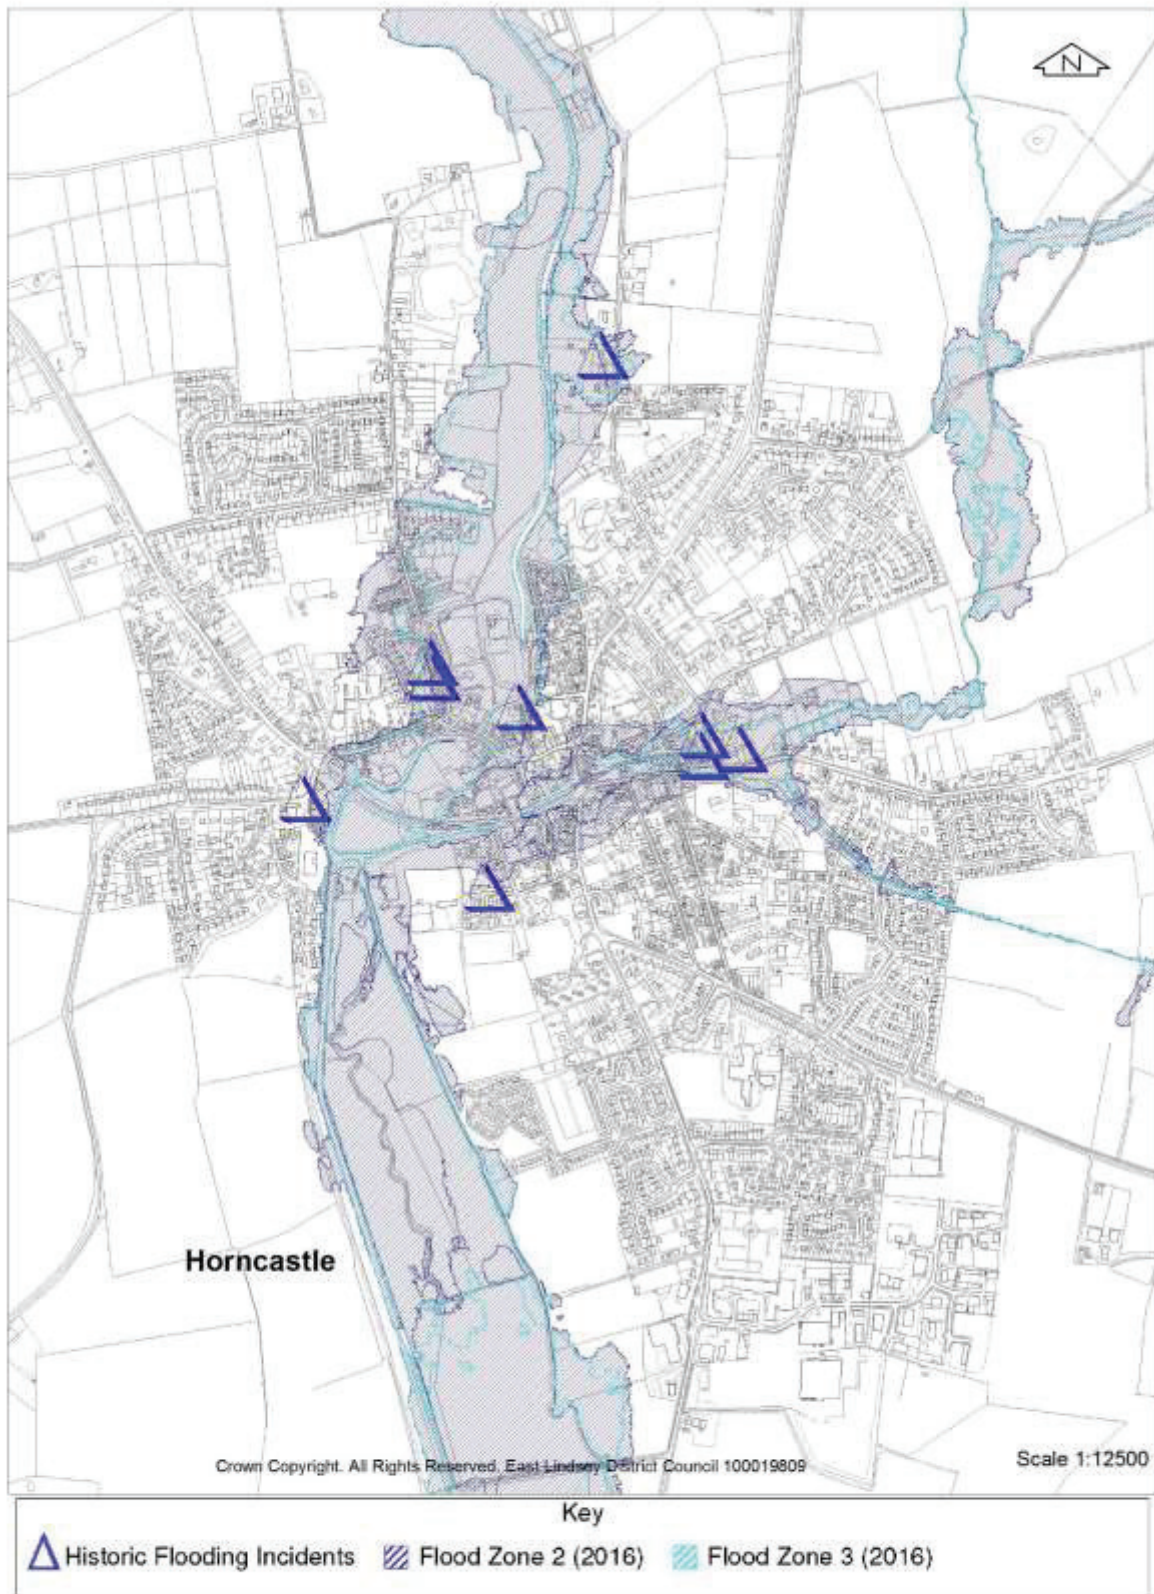 N
Horncastle
Crown Copyright. All Rights Reserved. East Lindsey District Council 100019809
Scale 1:12500
Key
Historic Flooding Incidents
Flood Zone 2 (2016)
Flood Zone 3 (2016)